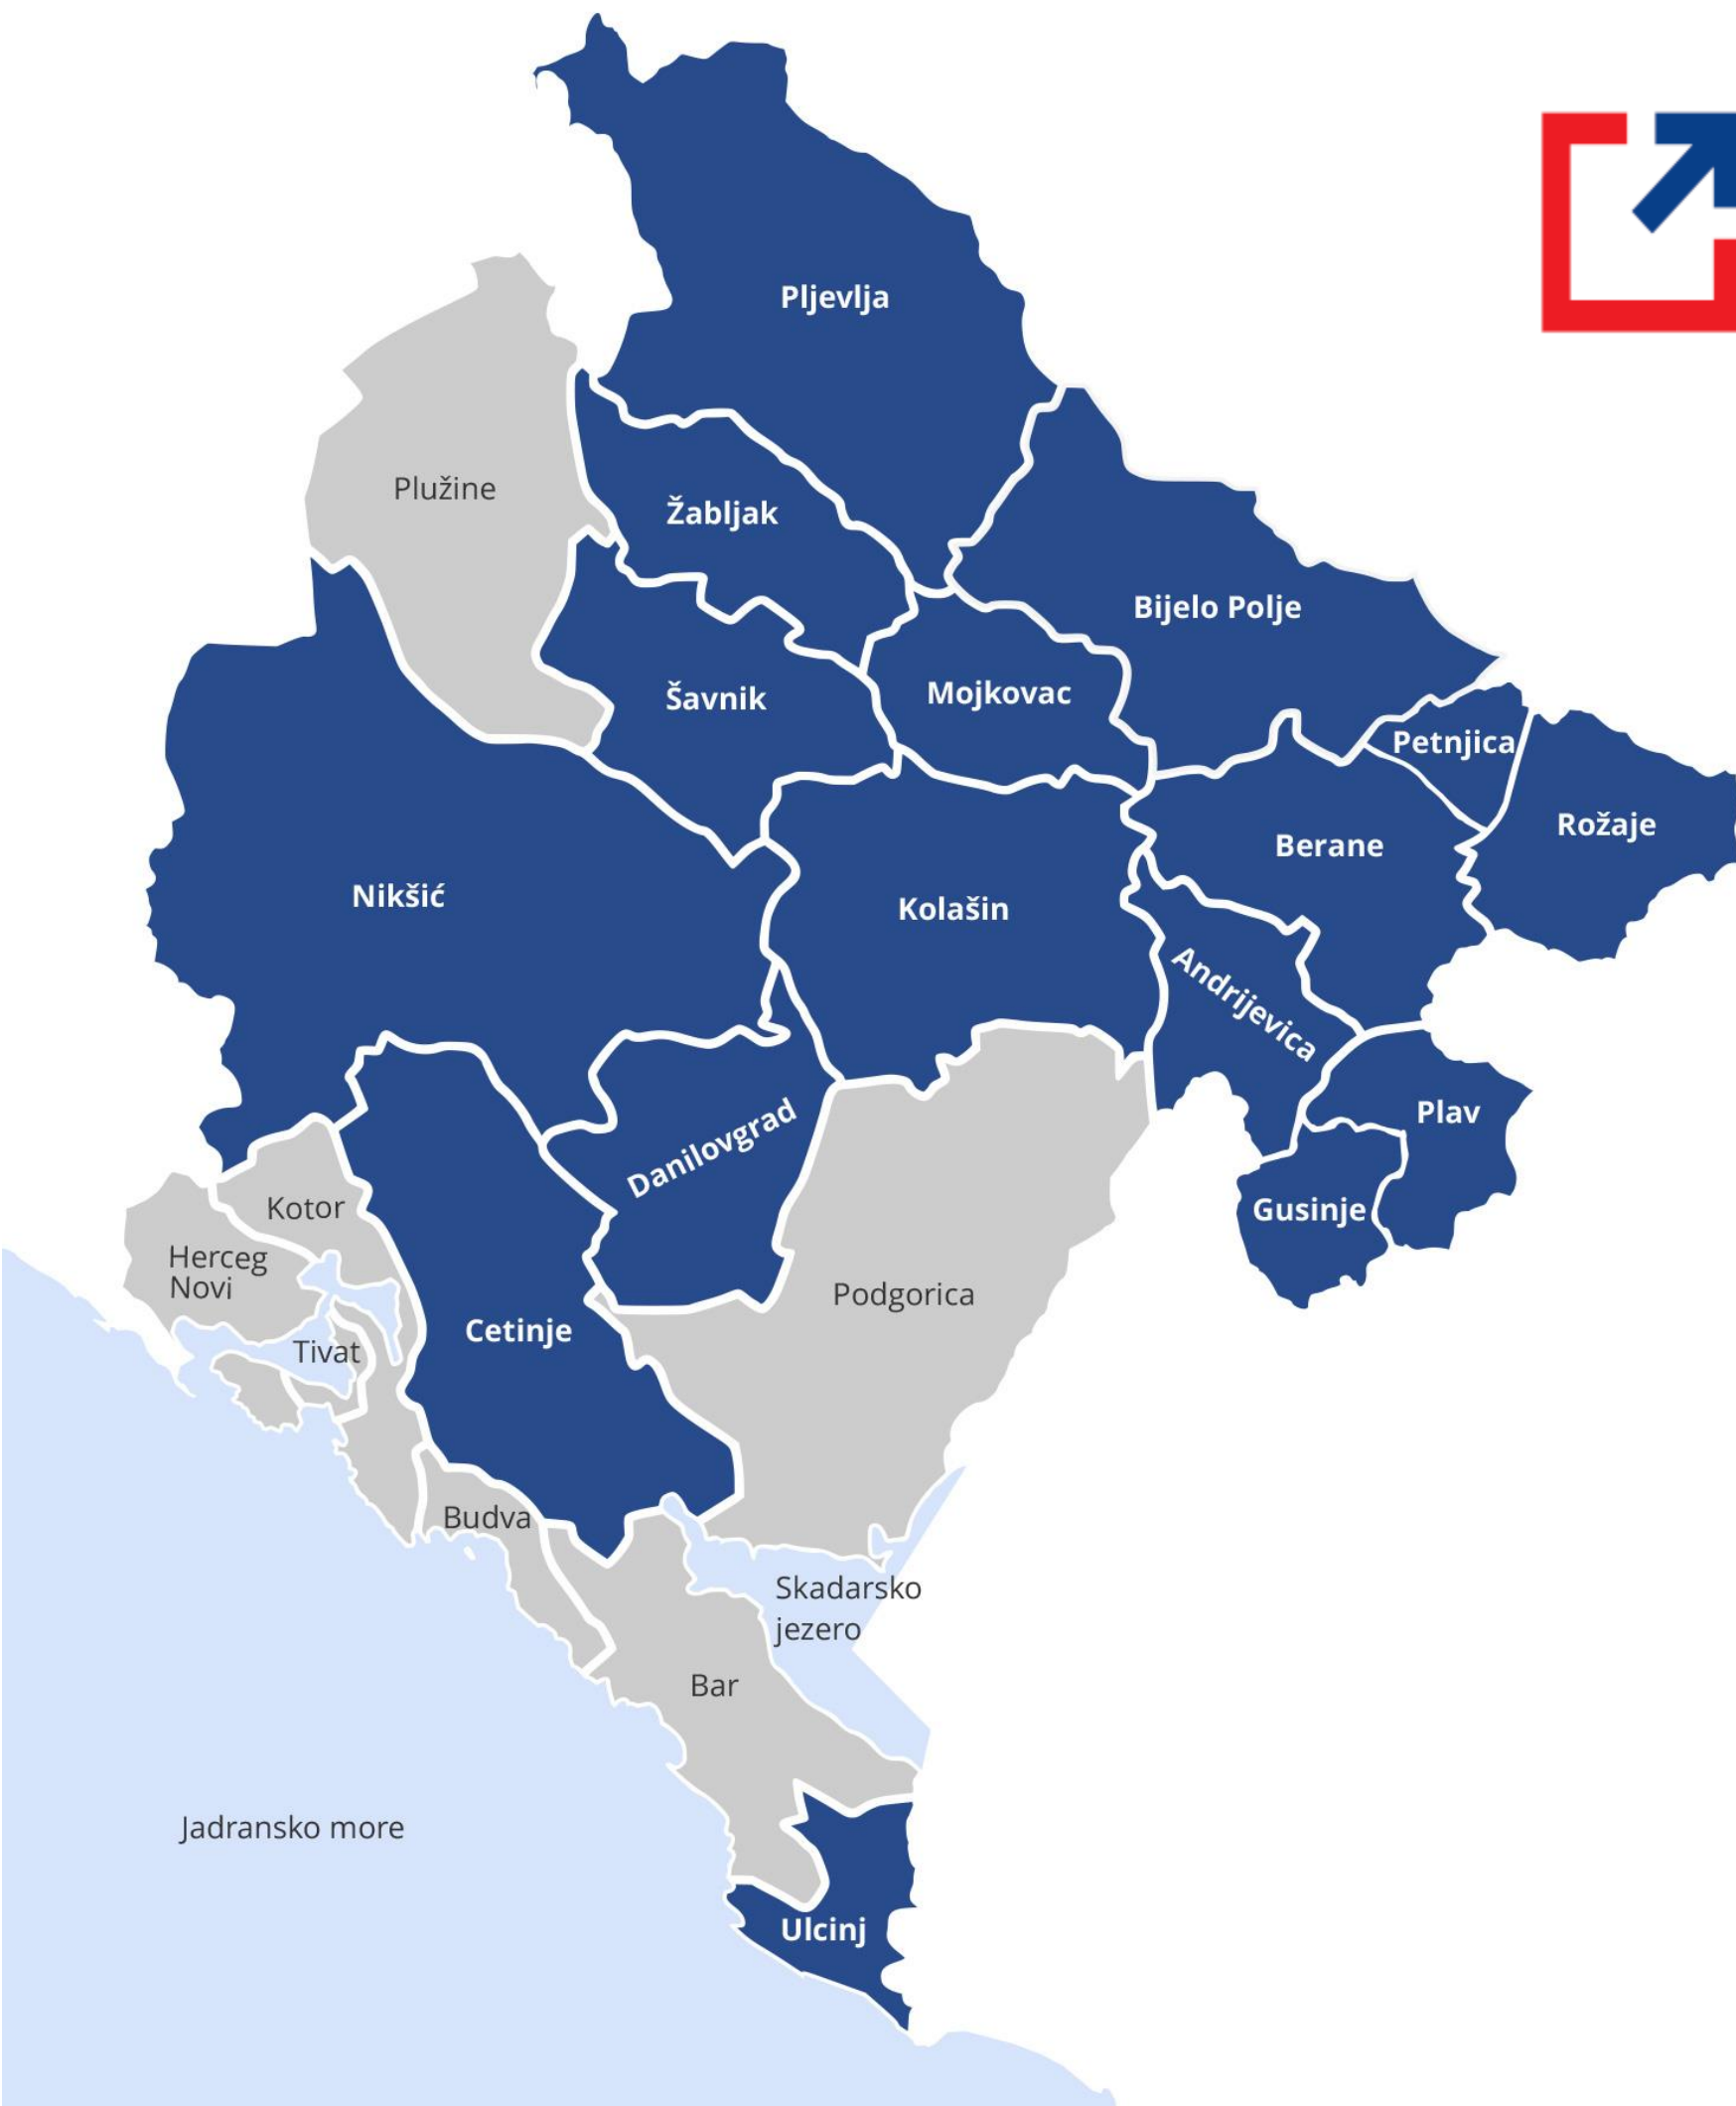 Pljevlja
Plužine
Žabljak
Bijelo Polje
Šavnik
Mojkovac
Petnjica
Rožaje
Berane
Nikšić
Kolašin
Andrijevica
Plav
Danilovgrad
Kotor
Gusinje
Herceg
Novi
Podgorica
Cetinje
Tivat
Budva
Skadarsko
jezero
Bar
Jadransko more
Ulcinj